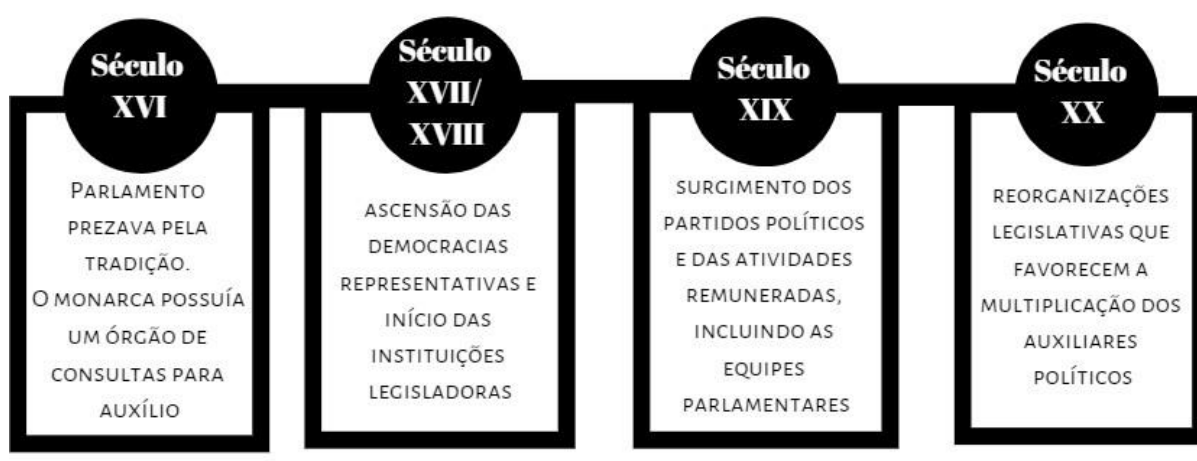 Século
XVI
PARLAMENTO
PREZAVA PELA
TRADIÇÃO.
O MONARCA POSSUÍA
UM ÓRGÃO DE
CONSULTAS PARA
AUXÍLIO
Século
XVII/
XVIII
ASCENSÃO DAS
DEMOCRACIAS
REPRESENTATIVAS E
INÍCIO DAS
INSTITUIÇÕES
LEGISLADORAS
Século
XIX
SURGIMENTO DOS
PARTIDOS POLÍTICOS
E DAS ATIVIDADES
REMUNERADAS,
INCLUINDO AS
EQUIPES
PARLAMENTARES
Século
XX
REORGANIZAÇÕES
LEGISLATIVAS QUE
FAVORECEM A
MULTIPLICAÇÃO DOS
AUXILIARES
POLÍTICOS